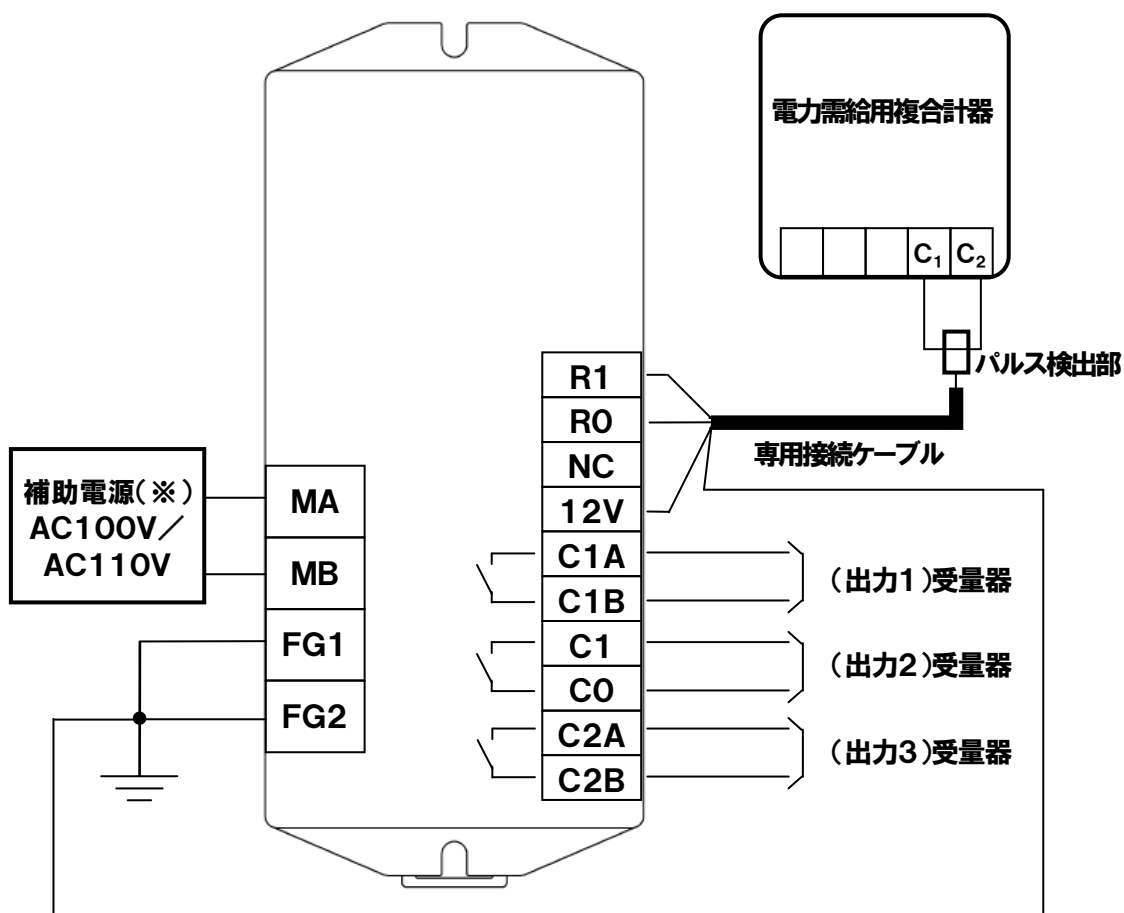 電力需給用複合計器
C₁ C₂
パルス検出部
専用接続ケーブル
補助電源(※)
AC100V／
AC110V
MA
MB
FG1
FG2
R1
R0
NC
12V
C1A
C1B
C1
C0
C2A
C2B
(出力1)受量器
(出力2)受量器
(出力3)受量器